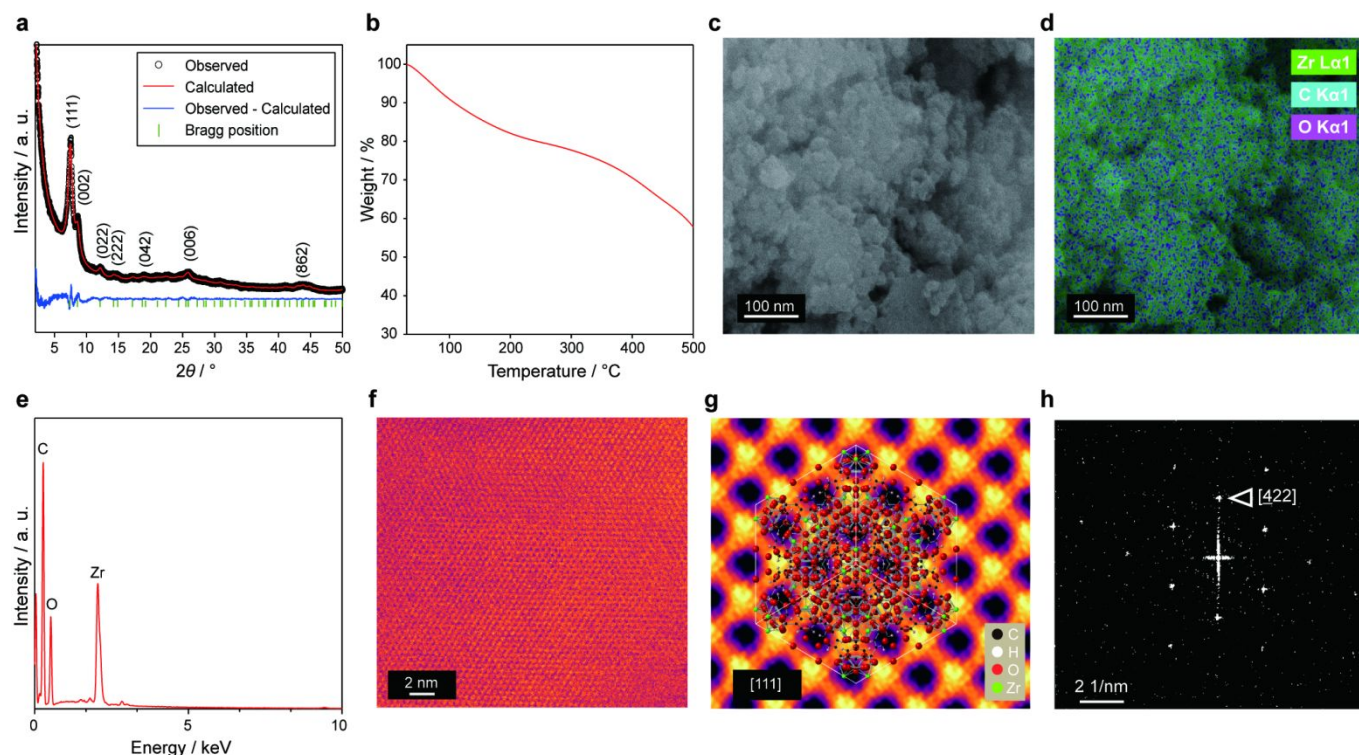 a
Intensity / a. u.
Observed
Calculated
Observed - Calculated
Bragg position
(111)
(002)
(022)
(222)
(042)
(006)
(862)
5 10 15 20 25 30 35 40 45 50
2θ / °
b
Weight / %
100
90
80
70
60
50
40
30
100 200 300 400 500
Temperature / °C
c
100 nm
d
Zr Lα1
C Kα1
O Kα1
100 nm
e
Intensity / a. u.
C
O
Zr
0 5 10
Energy / keV
f
2 nm
g
[111]
C
H
O
Zr
h
[422]
2 1/nm